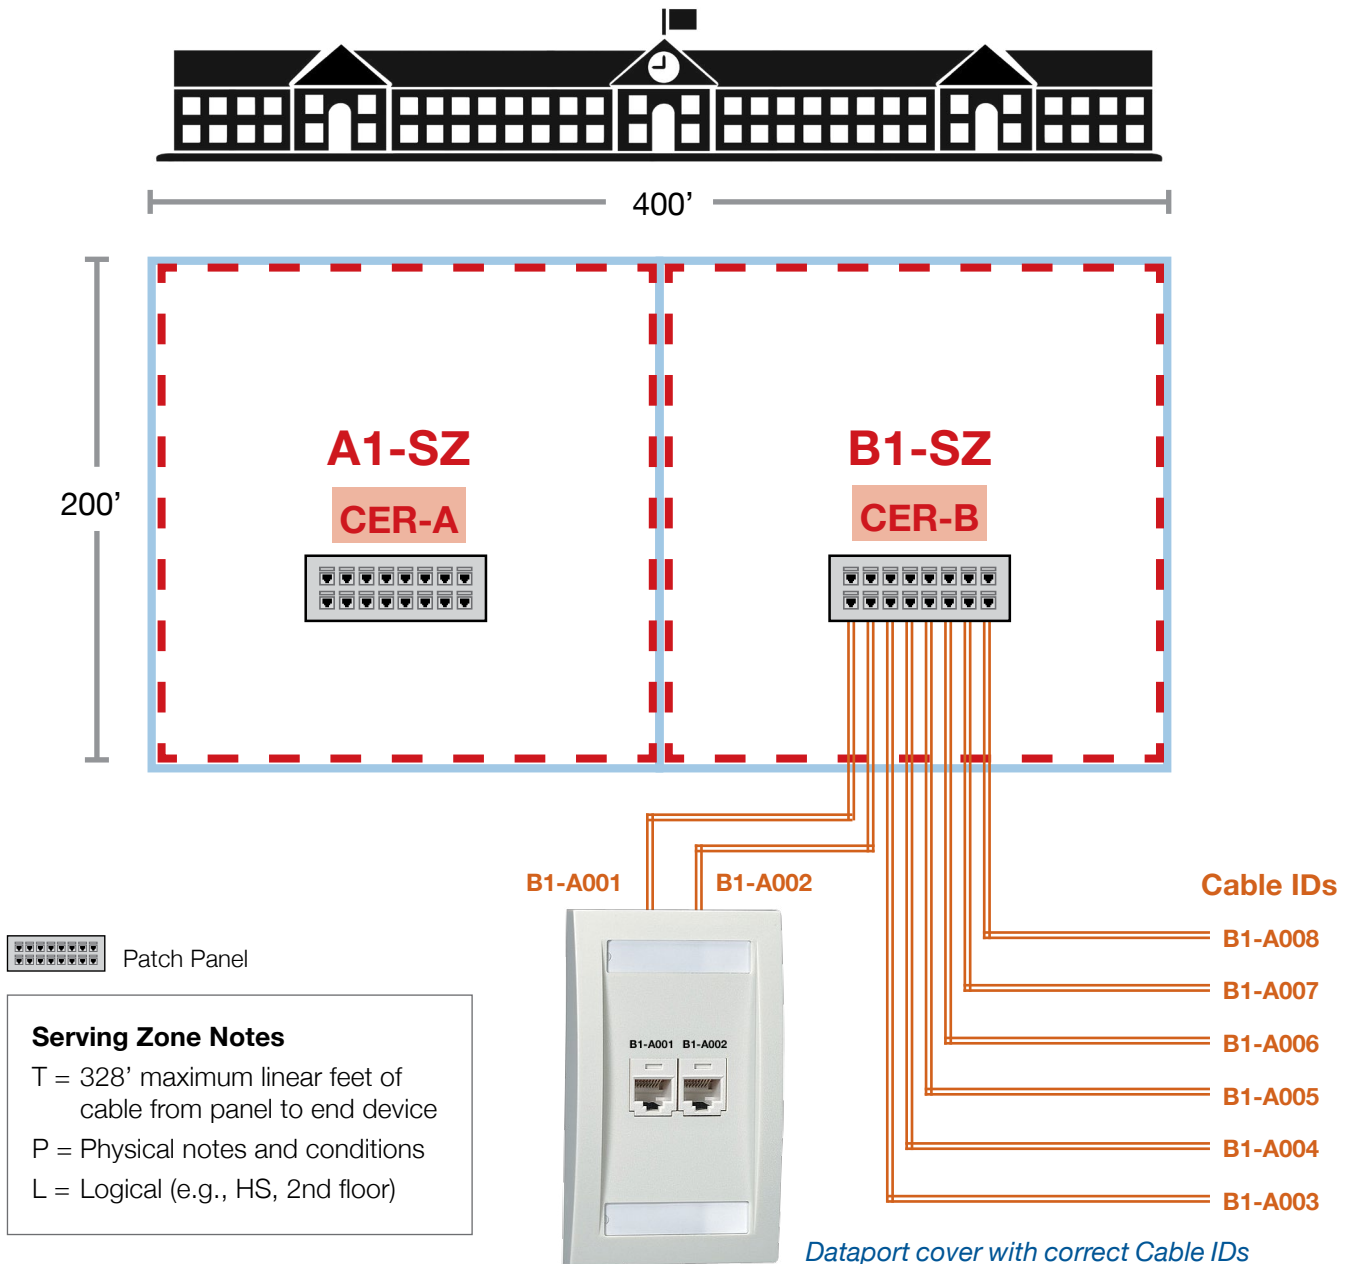 400’
200’
A1-SZ
CER-A
B1-SZ
CER-B
B1-A001
B1-A002
Cable IDs
B1-A008
B1-A007
B1-A006
B1-A005
B1-A004
B1-A003
B1-A001 B1-A002
Patch Panel
Serving Zone Notes
T = 328’ maximum linear feet of
cable from panel to end device
P = Physical notes and conditions
L = Logical (e.g., HS, 2nd floor)
Dataport cover with correct Cable IDs